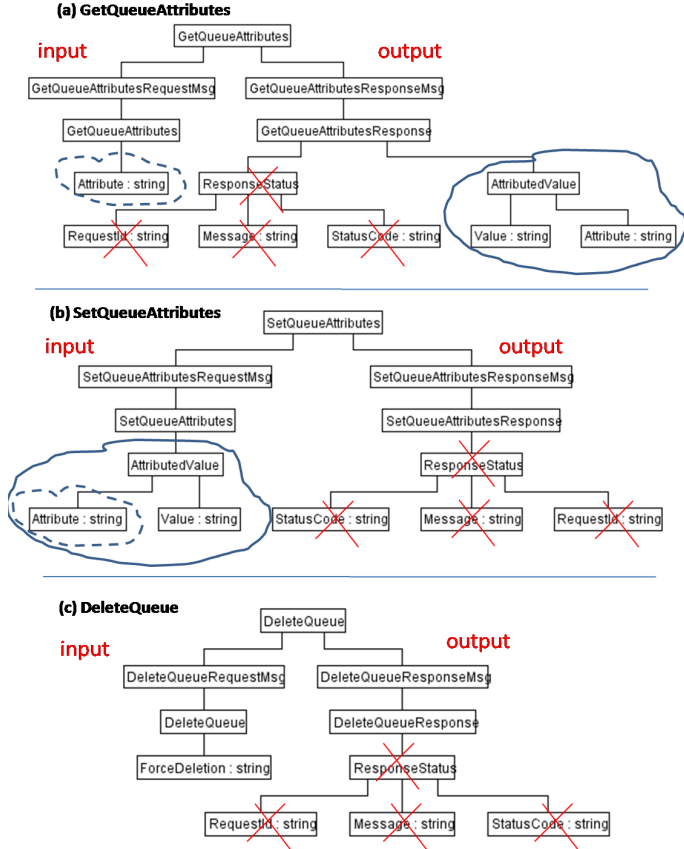 (a) GetQueueAttributes
GetQueueAttributes
input
output
GetQueueAttributesRequestMsg
GetQueueAttributesResponseMsg
GetQueueAttributes
GetQueueAttributesResponse
Attribute : string
ResponseStatus
AttributedValue
RequestId : string
Message : string
StatusCode : string
Value : string
Attribute : string
(b) SetQueueAttributes
SetQueueAttributes
input
output
SetQueueAttributesRequestMsg
SetQueueAttributesResponseMsg
SetQueueAttributes
SetQueueAttributesResponse
AttributedValue
ResponseStatus
Attribute : string
Value : string
StatusCode : string
Message : string
RequestId : string
(c) DeleteQueue
DeleteQueue
input
output
DeleteQueueRequestMsg
DeleteQueueResponseMsg
DeleteQueue
DeleteQueueResponse
ForceDeletion : string
ResponseStatus
RequestId : string
Message : string
StatusCode : string